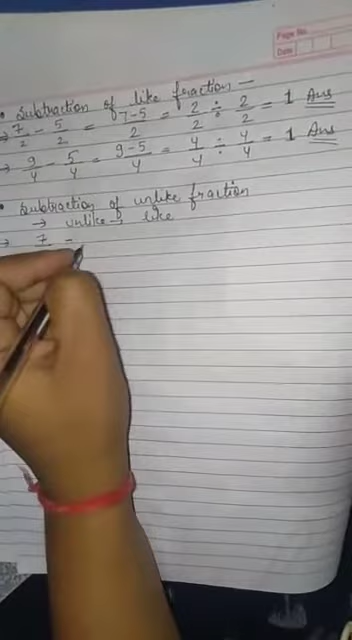 Page No.
Date
• Subtraction of like fraction —
→ 7/2 - 5/2 = 7-5/2 = 2/2 ÷ 2/2 = 1 Ans
→ 9/4 - 5/4 = 9-5/4 = 4/4 ÷ 4/4 = 1 Ans
• Subtraction of unlike fraction
→ unlike → like
→ 7 -